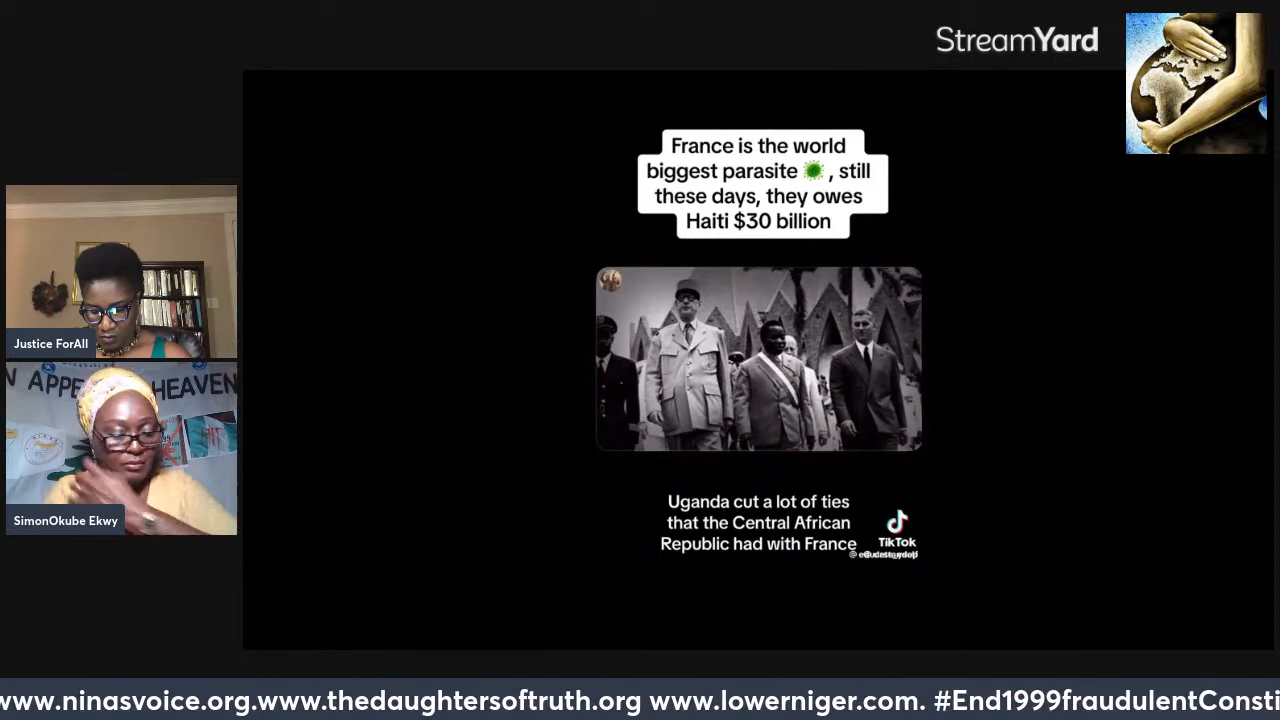 StreamYard
France is the world
biggest parasite 🦠 , still
these days, they owes
Haiti $30 billion
Uganda cut a lot of ties
that the Central African
Republic had with France
TikTok
Justice ForAll
N APPE HEAVEN
SimonOkube Ekwy
www.ninasvoice.org.www.thedaughtersoftruth.org www.lowerniger.com. #End1999fraudulentConsti